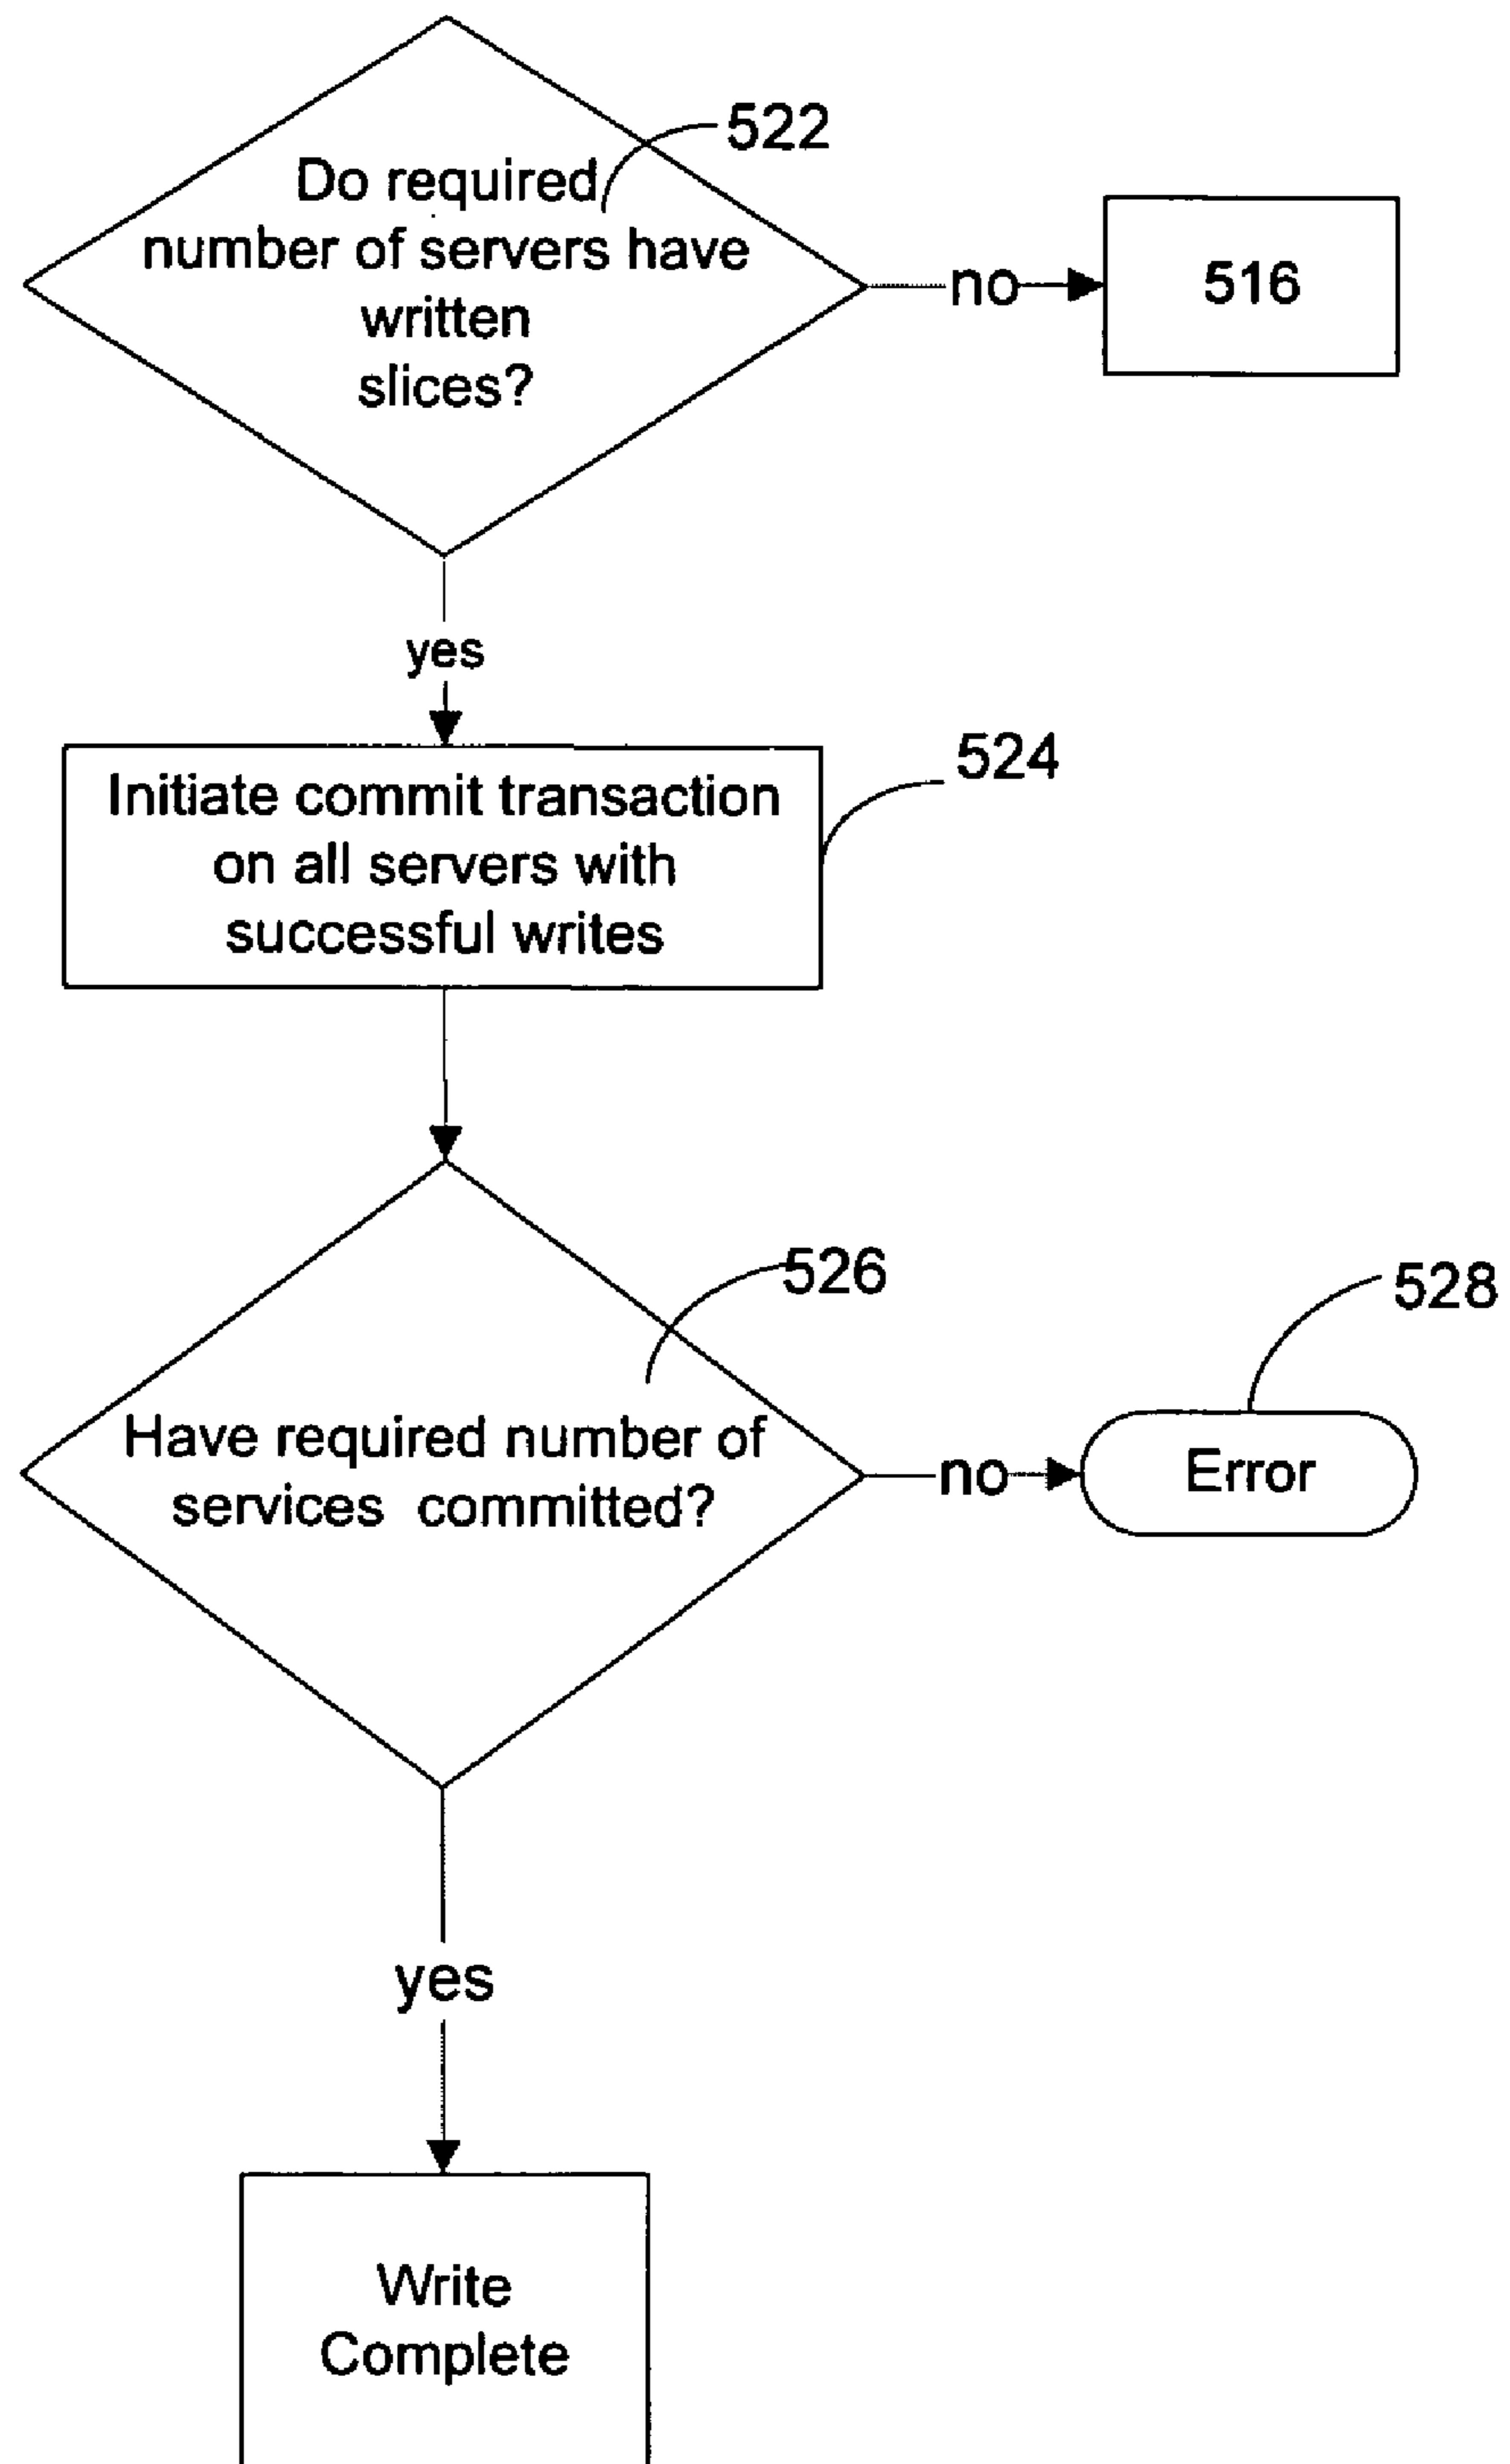 522
Do required
number of servers have
written
slices?
no
516
yes
524
Initiate commit transaction
on all servers with
successful writes
526
528
Have required number of
services committed?
no
Error
yes
Write
Complete